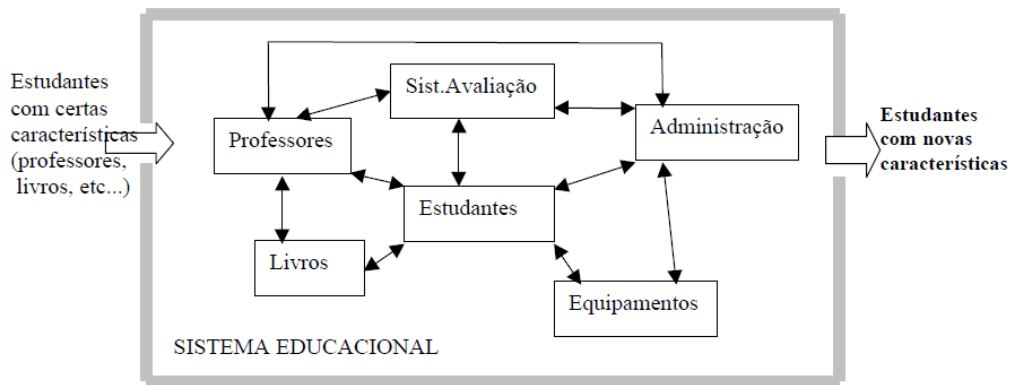 Estudantes
com certas
características
(professores,
livros, etc...)
Sist.Avaliação
Professores
Administração
Estudantes
Livros
Equipamentos
SISTEMA EDUCACIONAL
Estudantes
com novas
características